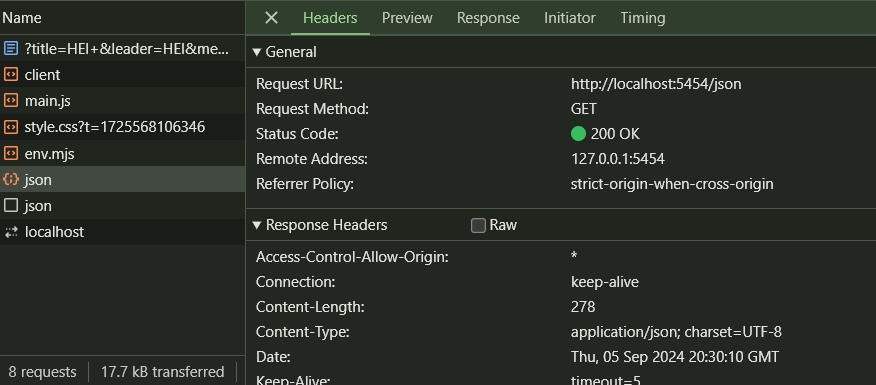 Name
?title=HEI+&leader=HEI&me...
client
main.js
style.css?t=1725568106346
env.mjs
json
json
localhost
8 requests 17.7 kB transferred
Headers Preview Response Initiator Timing
General
Request URL: http://localhost:5454/json
Request Method: GET
Status Code: 200 OK
Remote Address: 127.0.0.1:5454
Referrer Policy: strict-origin-when-cross-origin
Response Headers Raw
Access-Control-Allow-Origin: *
Connection: keep-alive
Content-Length: 278
Content-Type: application/json; charset=UTF-8
Date: Thu, 05 Sep 2024 20:30:10 GMT
Keep-Alive: timeout=5